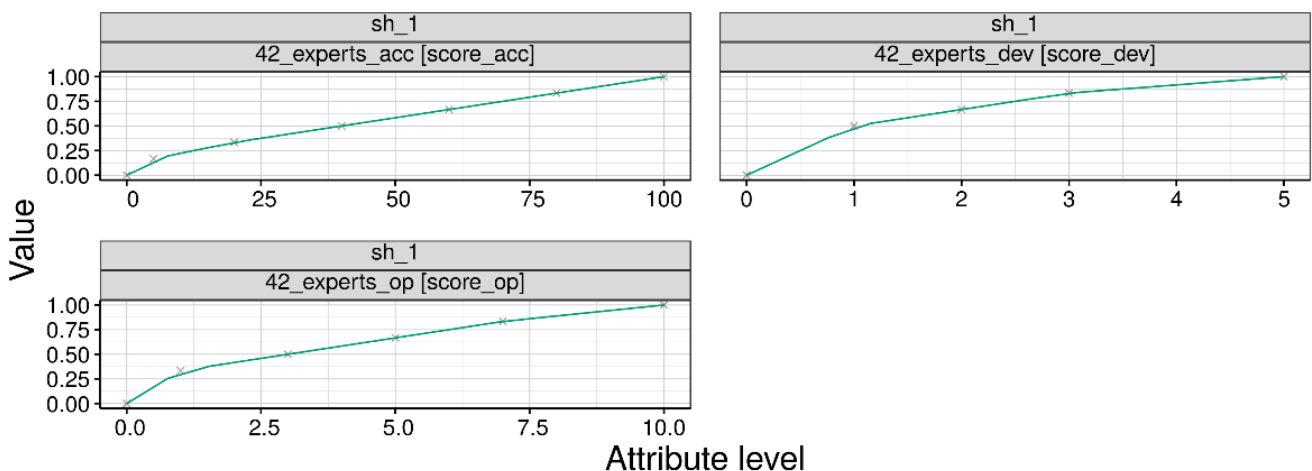 sh_1
42_experts_acc [score_acc]
1.00
0.75
0.50
0.25
0.00
0 25 50 75 100
sh_1
42_experts_dev [score_dev]
0 1 2 3 4 5
Value
sh_1
42_experts_op [score_op]
1.00
0.75
0.50
0.25
0.00
0.0 2.5 5.0 7.5 10.0
Attribute level